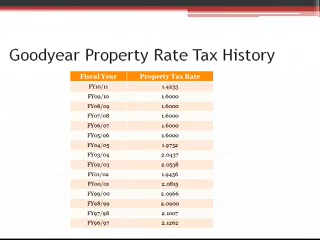 Goodyear Property Rate Tax History
Fiscal Year Property Tax Rate
FY10/11 1.4233
FY09/10 1.6000
FY08/09 1.6000
FY07/08 1.6000
FY06/07 1.6000
FY05/06 1.6000
FY04/05 1.9752
FY03/04 2.0437
FY02/03 2.0538
FY01/02 1.9456
FY00/01 2.0815
FY99/00 2.0966
FY98/99 2.0900
FY97/98 2.1007
FY96/97 2.1262